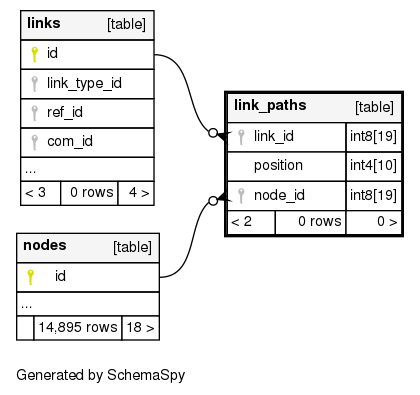 links [table]
id
link_type_id
ref_id
com_id
...
< 3 0 rows 4 >
link_paths [table]
link_id int8[19]
position int4[10]
node_id int8[19]
< 2 0 rows 0 >
nodes [table]
id
...
14,895 rows 18 >
Generated by SchemaSpy